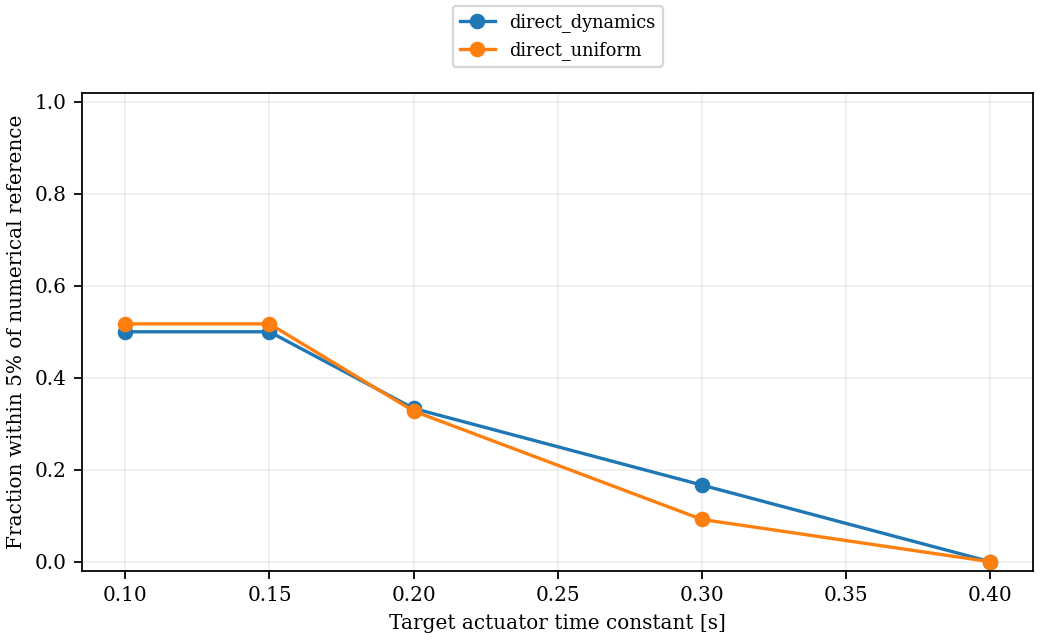 direct_dynamics
direct_uniform
1.0
0.8
0.6
0.4
0.2
0.0
Fraction within 5% of numerical reference
0.10 0.15 0.20 0.25 0.30 0.35 0.40
Target actuator time constant [s]